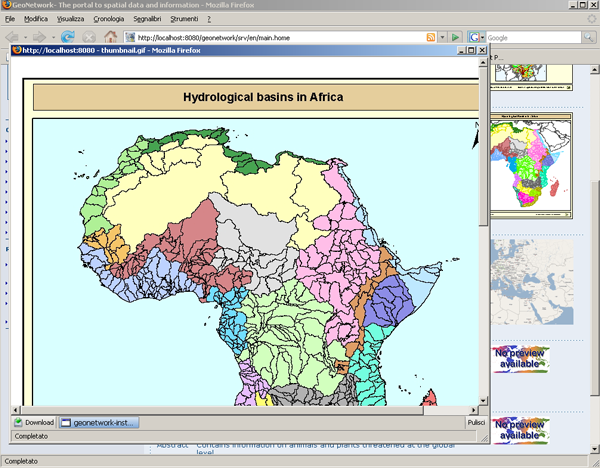 GeoNetwork - The portal to spatial data and information - Mozilla Firefox
File Modifica Visualizza Cronologia Segnalibri Strumenti ?
http://localhost:8080/geonetwork/srv/en/main.home
Google
http://localhost:8080 - thumbnail.gif - Mozilla Firefox
P...
Hydrological basins in Africa
N
No preview available
No preview available
Download geonetwork-inst... Pulisci
Completato
Abstract Contains information on animals and plants threatened at the global level
Completato